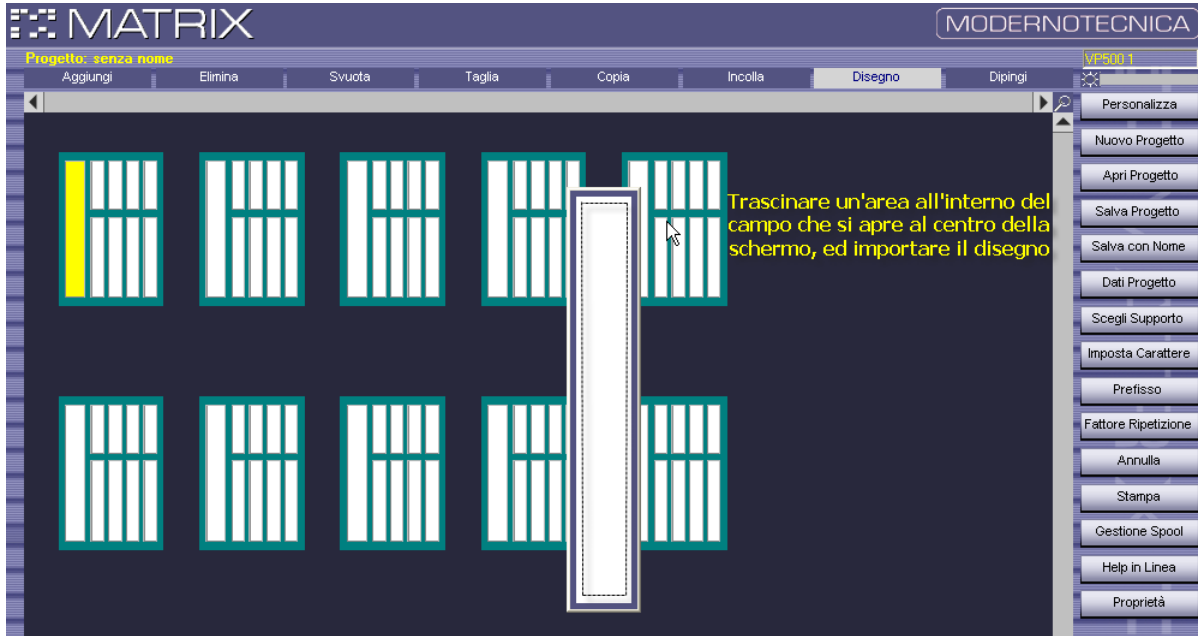 MATRIX
MODERNOTECNICA
Progetto: senza nome
VP500 1
Aggiungi
Elimina
Svuota
Taglia
Copia
Incolla
Disegno
Dipingi
Personalizza
Nuovo Progetto
Apri Progetto
Salva Progetto
Salva con Nome
Dati Progetto
Scegli Supporto
Imposta Carattere
Prefisso
Fattore Ripetizione
Annulla
Stampa
Gestione Spool
Help in Linea
Proprietà
Trascinare un'area all'interno del
campo che si apre al centro della
schermo, ed importare il disegno